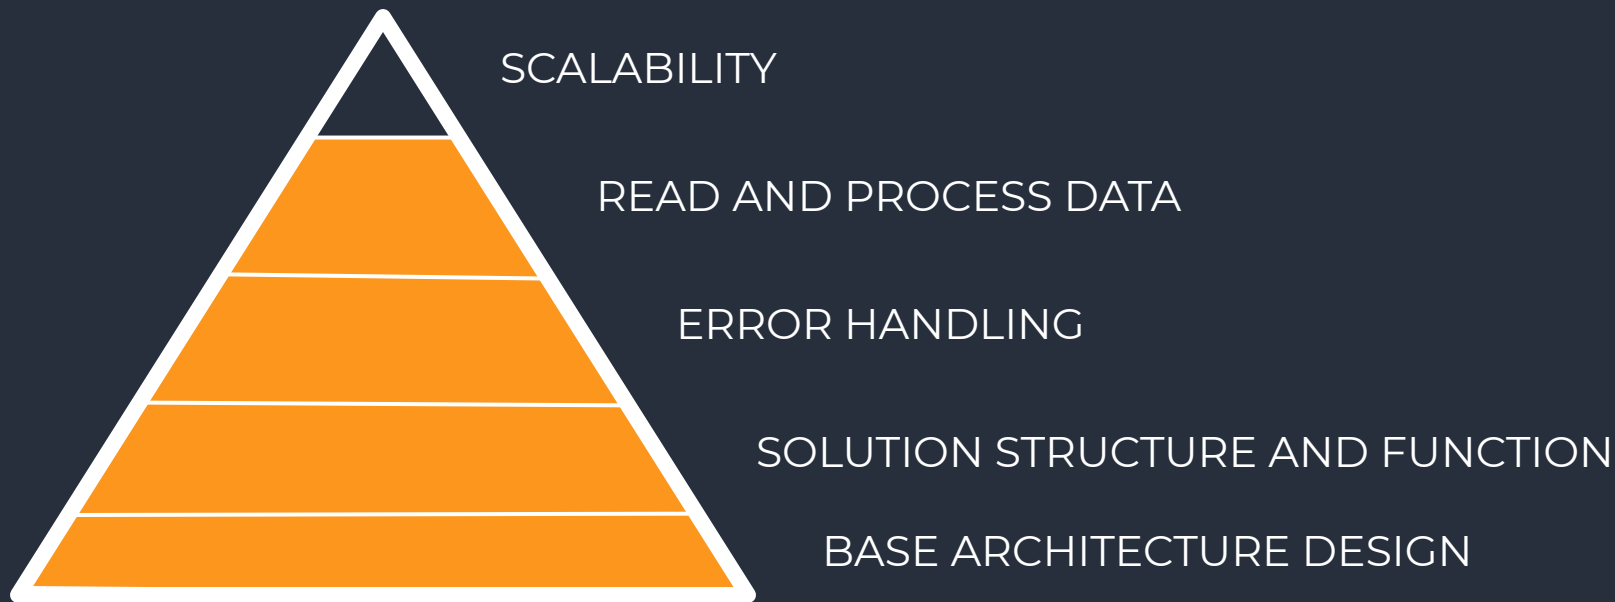 SCALABILITY
READ AND PROCESS DATA
ERROR HANDLING
SOLUTION STRUCTURE AND FUNCTION
BASE ARCHITECTURE DESIGN